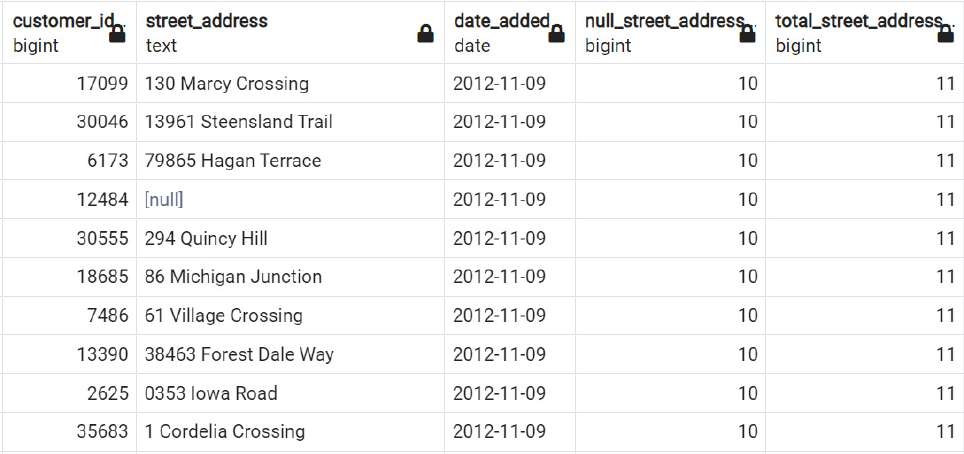 customer_id street_address date_added null_street_address total_street_address
bigint text date bigint bigint
17099 130 Marcy Crossing 2012-11-09 10 11
30046 13961 Steensland Trail 2012-11-09 10 11
6173 79865 Hagan Terrace 2012-11-09 10 11
12484 [null] 2012-11-09 10 11
30555 294 Quincy Hill 2012-11-09 10 11
18685 86 Michigan Junction 2012-11-09 10 11
7486 61 Village Crossing 2012-11-09 10 11
13390 38463 Forest Dale Way 2012-11-09 10 11
2625 0353 Iowa Road 2012-11-09 10 11
35683 1 Cordelia Crossing 2012-11-09 10 11